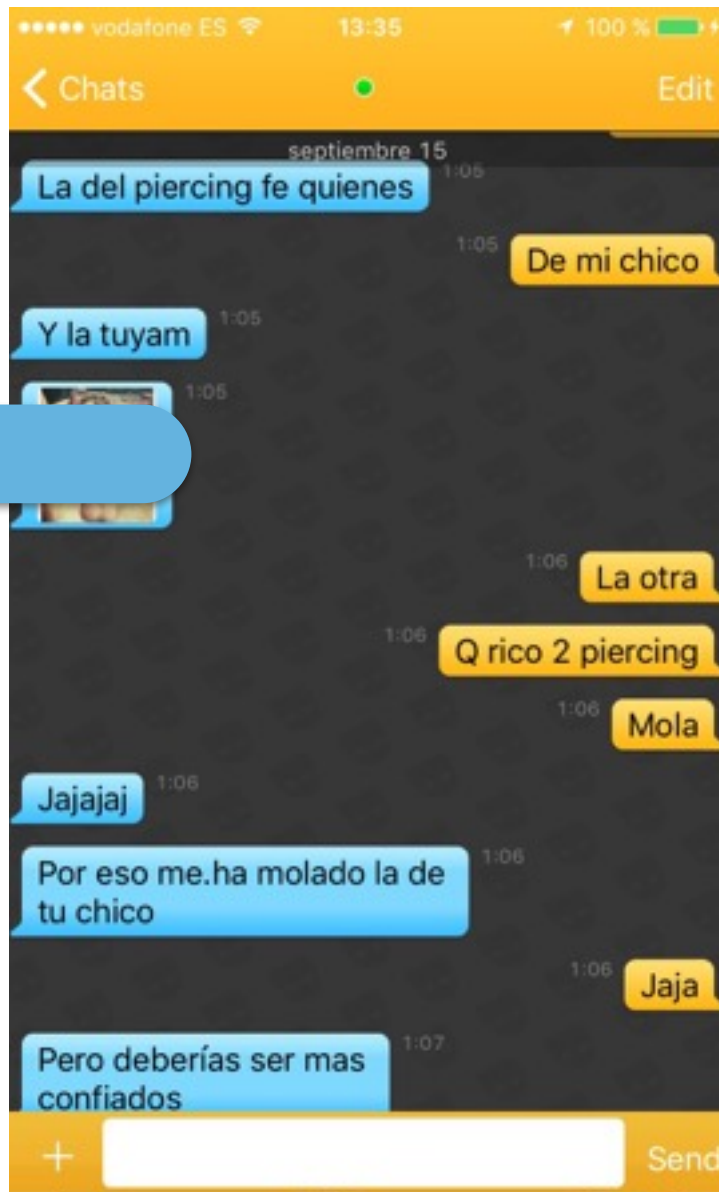 vodafone ES 13:35 100 %
Chats Edit
septiembre 15
La del piercing fe quienes 1:05
1:05 De mi chico
Y la tuyam 1:05
1:05
1:06 La otra
1:06 Q rico 2 piercing
1:06 Mola
Jajajaj 1:06
Por eso me.ha molado la de 1:06
tu chico
1:06 Jaja
Pero deberías ser mas 1:07
confiados
+ Send